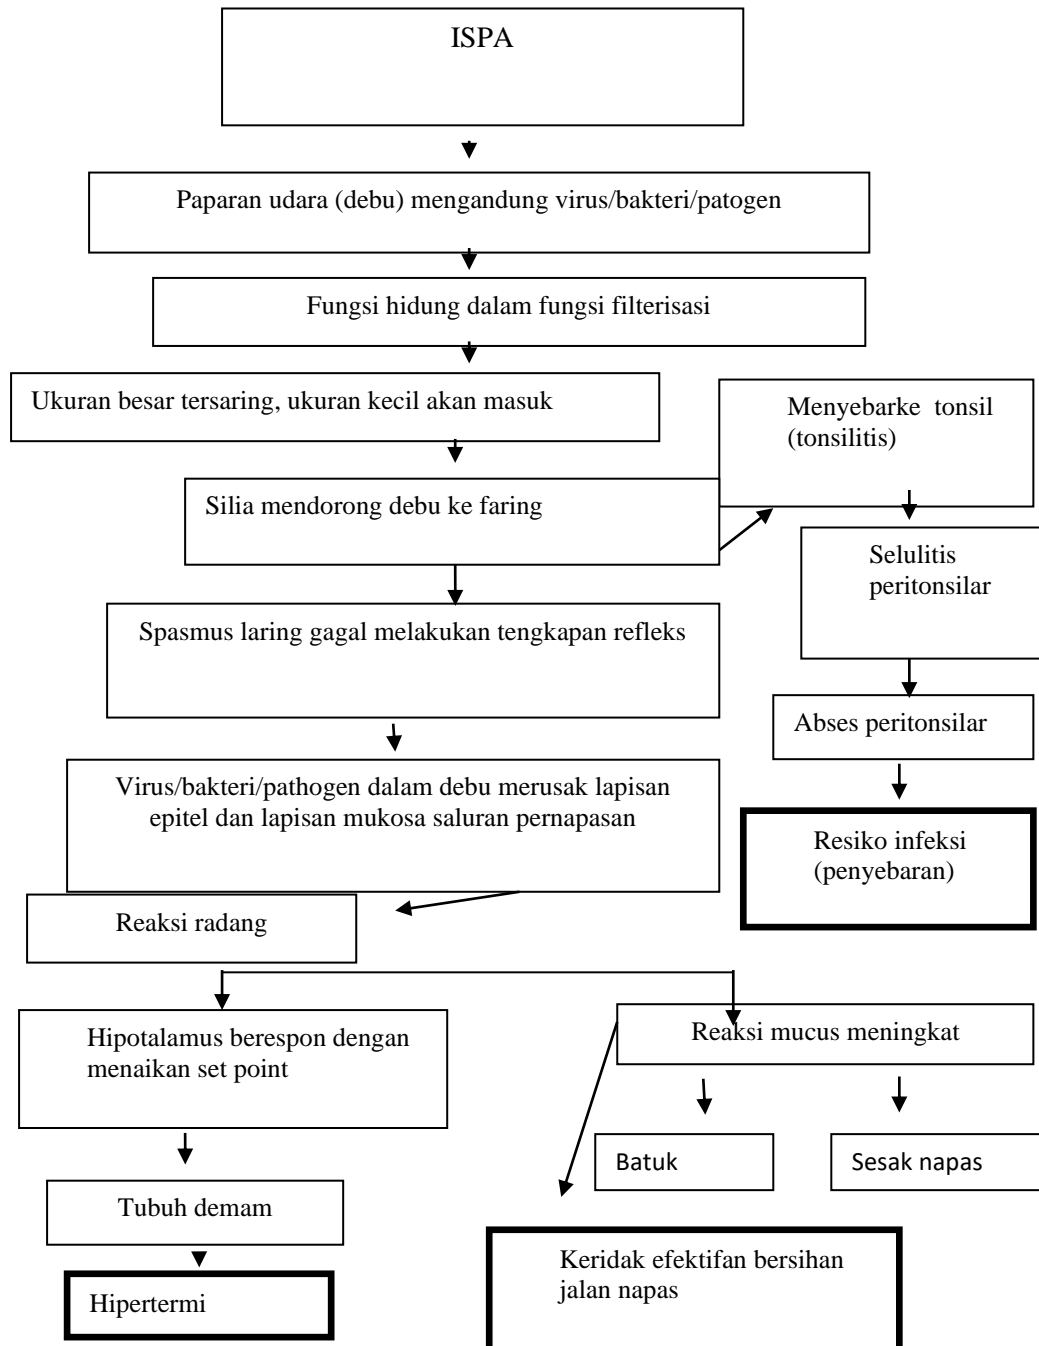 ISPA
Paparan udara (debu) mengandung virus/bakteri/patogen
Fungsi hidung dalam fungsi filterisasi
Ukuran besar tersaring, ukuran kecil akan masuk
Menyebarke tonsil
(tonsilitis)
Silia mendorong debu ke faring
Selulitis
peritonsilar
Spasmus laring gagal melakukan tengkapan refleks
Abses peritonsilar
Virus/bakteri/pathogen dalam debu merusak lapisan
epitel dan lapisan mukosa saluran pernapasan
Resiko infeksi
(penyebaran)
Reaksi radang
Hipotalamus berespon dengan
menaikan set point
Reaksi mucus meningkat
Batuk
Sesak napas
Tubuh demam
Keridak efektifan bersihan
jalan napas
Hipertermi